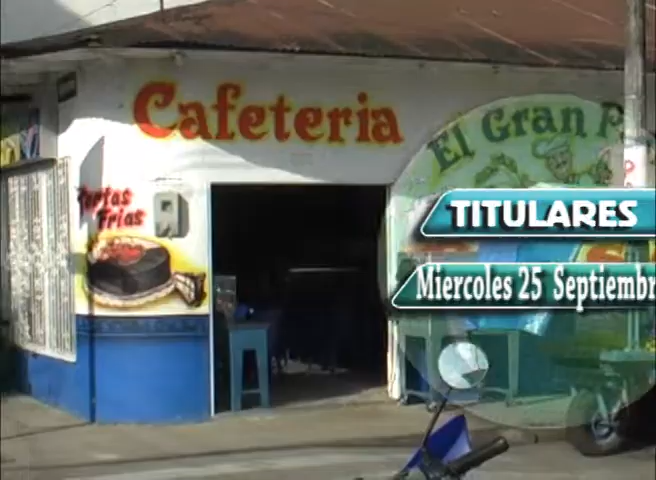 Cafeteria
El Gran
Tortas
Frias
TITULARES
Miercoles 25 Septiembr